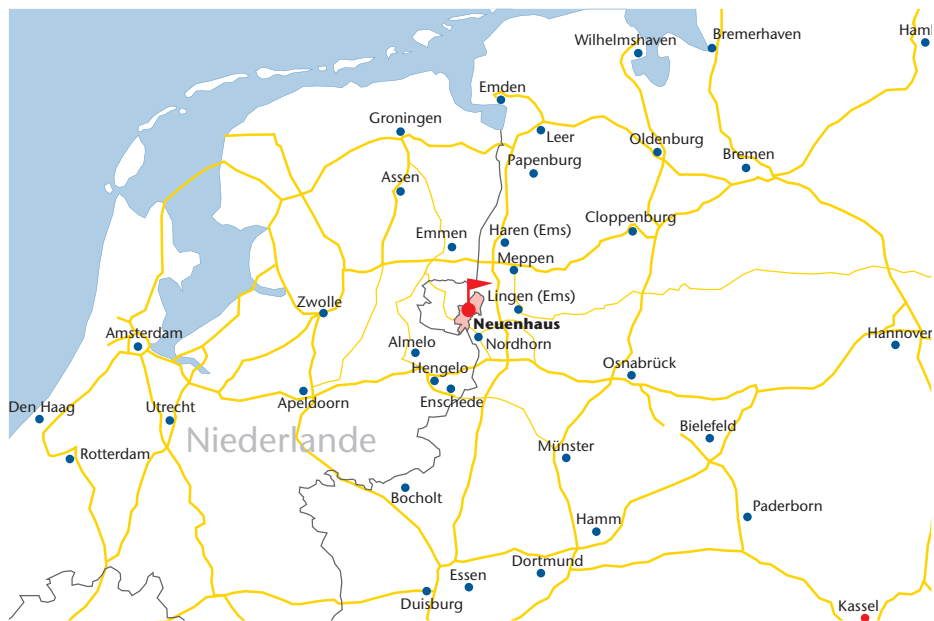 Wilhelmshaven
Bremerhaven
Haml
Emden
Groningen
Leer
Oldenburg
Papenburg
Bremen
Assen
Cloppenburg
Emmen
Haren (Ems)
Meppen
Lingen (Ems)
Zwolle
Neuenhaus
Amsterdam
Almelo
Nordhorn
Hannover
Hengelo
Osnabrück
Den Haag
Utrecht
Apeldoorn
Enschede
Niederlande
Bielefeld
Rotterdam
Münster
Bocholt
Paderborn
Hamm
Dortmund
Essen
Duisburg
Kassel